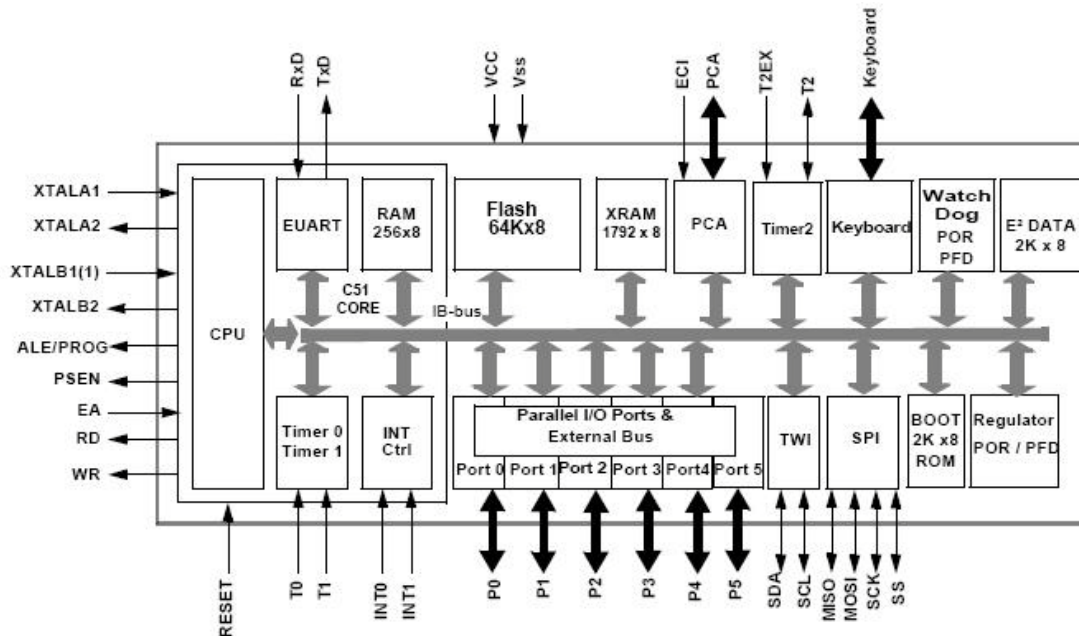 RxD
TxD
VCC
Vss
ECI
PCA
T2EX
T2
Keyboard
XTALA1
XTALA2
XTALB1(1)
XTALB2
ALE/PROG
PSEN
EA
RD
WR
CPU
EUART
RAM
256x8
C51
CORE
IB-bus
Flash
64Kx8
XRAM
1792 x 8
PCA
Timer2
Keyboard
Watch
Dog
POR
PFD
E² DATA
2K x 8
Timer 0
Timer 1
INT
Ctrl
Parallel I/O Ports &
External Bus
Port 0
Port 1
Port 2
Port 3
Port4
Port 5
TWI
SPI
BOOT
2K x8
ROM
Regulator
POR / PFD
RESET
T0
T1
INT0
INT1
P0
P1
P2
P3
P4
P5
SDA
SCL
MISO
MOSI
SCK
SS